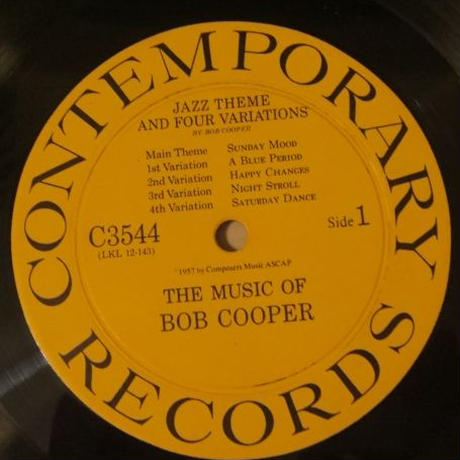 CONTEMPORARY
RECORDS
JAZZ THEME
AND FOUR VARIATIONS
BY BOB COOPER
Main Theme SUNDAY MOOD
1st Variation A BLUE PERIOD
2nd Variation HAPPY CHANGES
3rd Variation NIGHT STROLL
4th Variation SATURDAY DANCE
C3544
(LKL 12-143)
Side 1
©1957 by Composers Music ASCAP
THE MUSIC OF
BOB COOPER